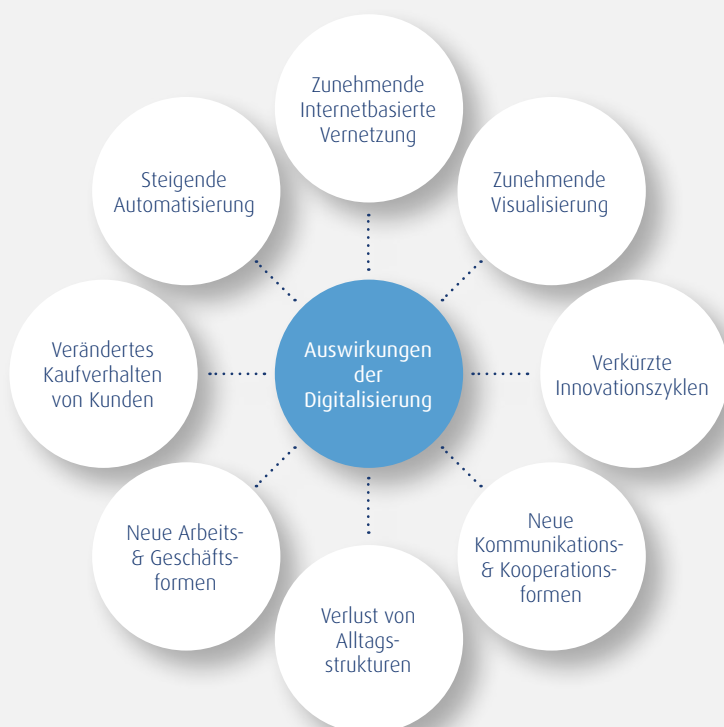 Zunehmende
Internetbasierte
Vernetzung
Zunehmende
Visualisierung
Verkürzte
Innovationszyklen
Neue
Kommunikations-
& Kooperations-
formen
Verlust von
Alltags-
strukturen
Neue Arbeits-
& Geschäfts-
formen
Verändertes
Kaufverhalten
von Kunden
Steigende
Automatisierung
Auswirkungen
der
Digitalisierung